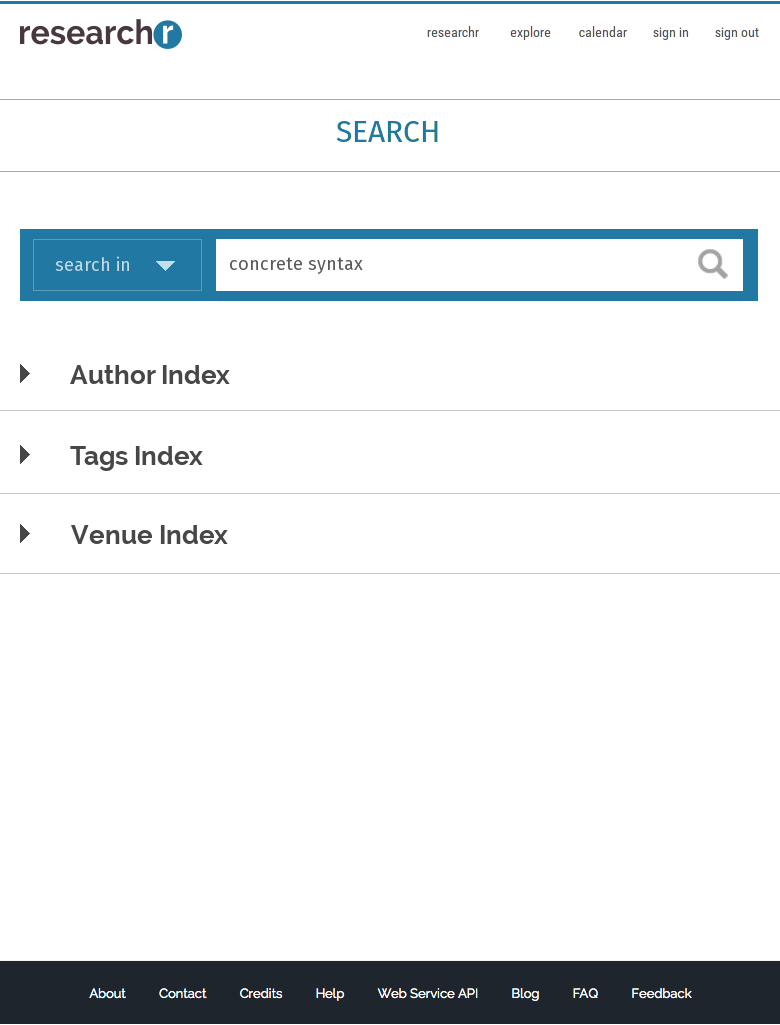 researchr
researchr explore calendar sign in sign out
SEARCH
search in concrete syntax
Author Index
Tags Index
Venue Index
About Contact Credits Help Web Service API Blog FAQ Feedback